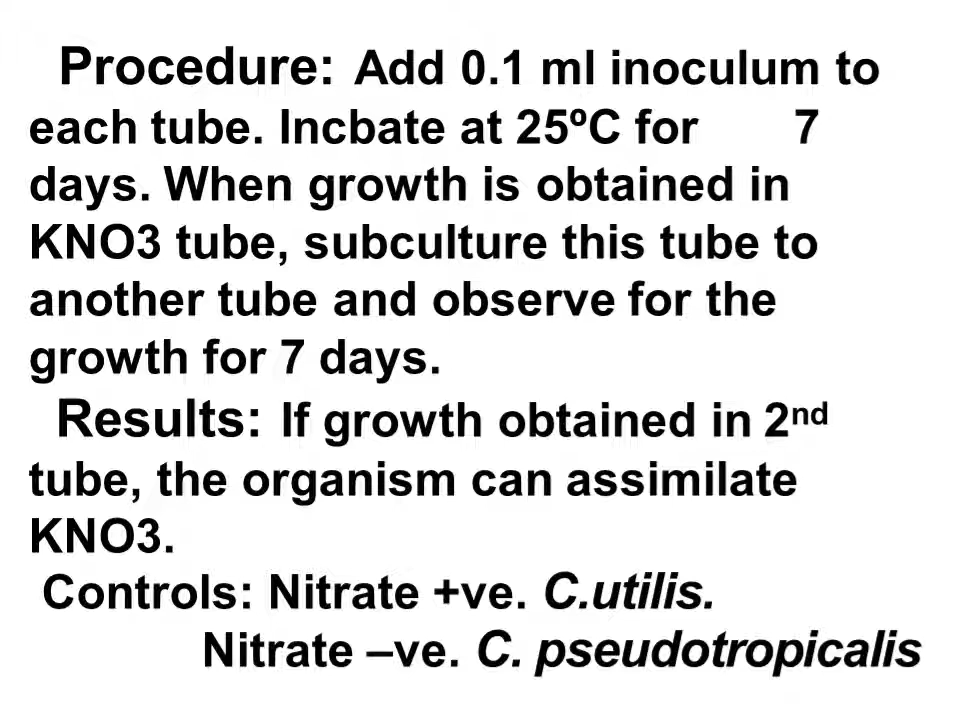 Procedure: Add 0.1 ml inoculum to
each tube. Incbate at 25ºC for 7
days. When growth is obtained in
KNO3 tube, subculture this tube to
another tube and observe for the
growth for 7 days.
Results: If growth obtained in 2nd
tube, the organism can assimilate
KNO3.
Controls: Nitrate +ve. C.utilis.
Nitrate –ve. C. pseudotropicalis